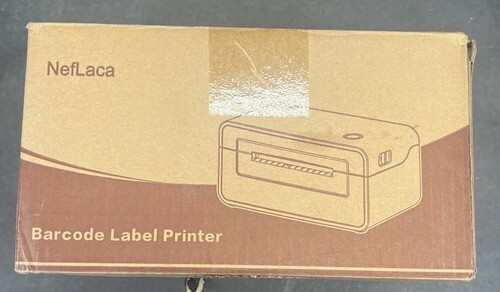 NefLaca
Barcode Label Printer